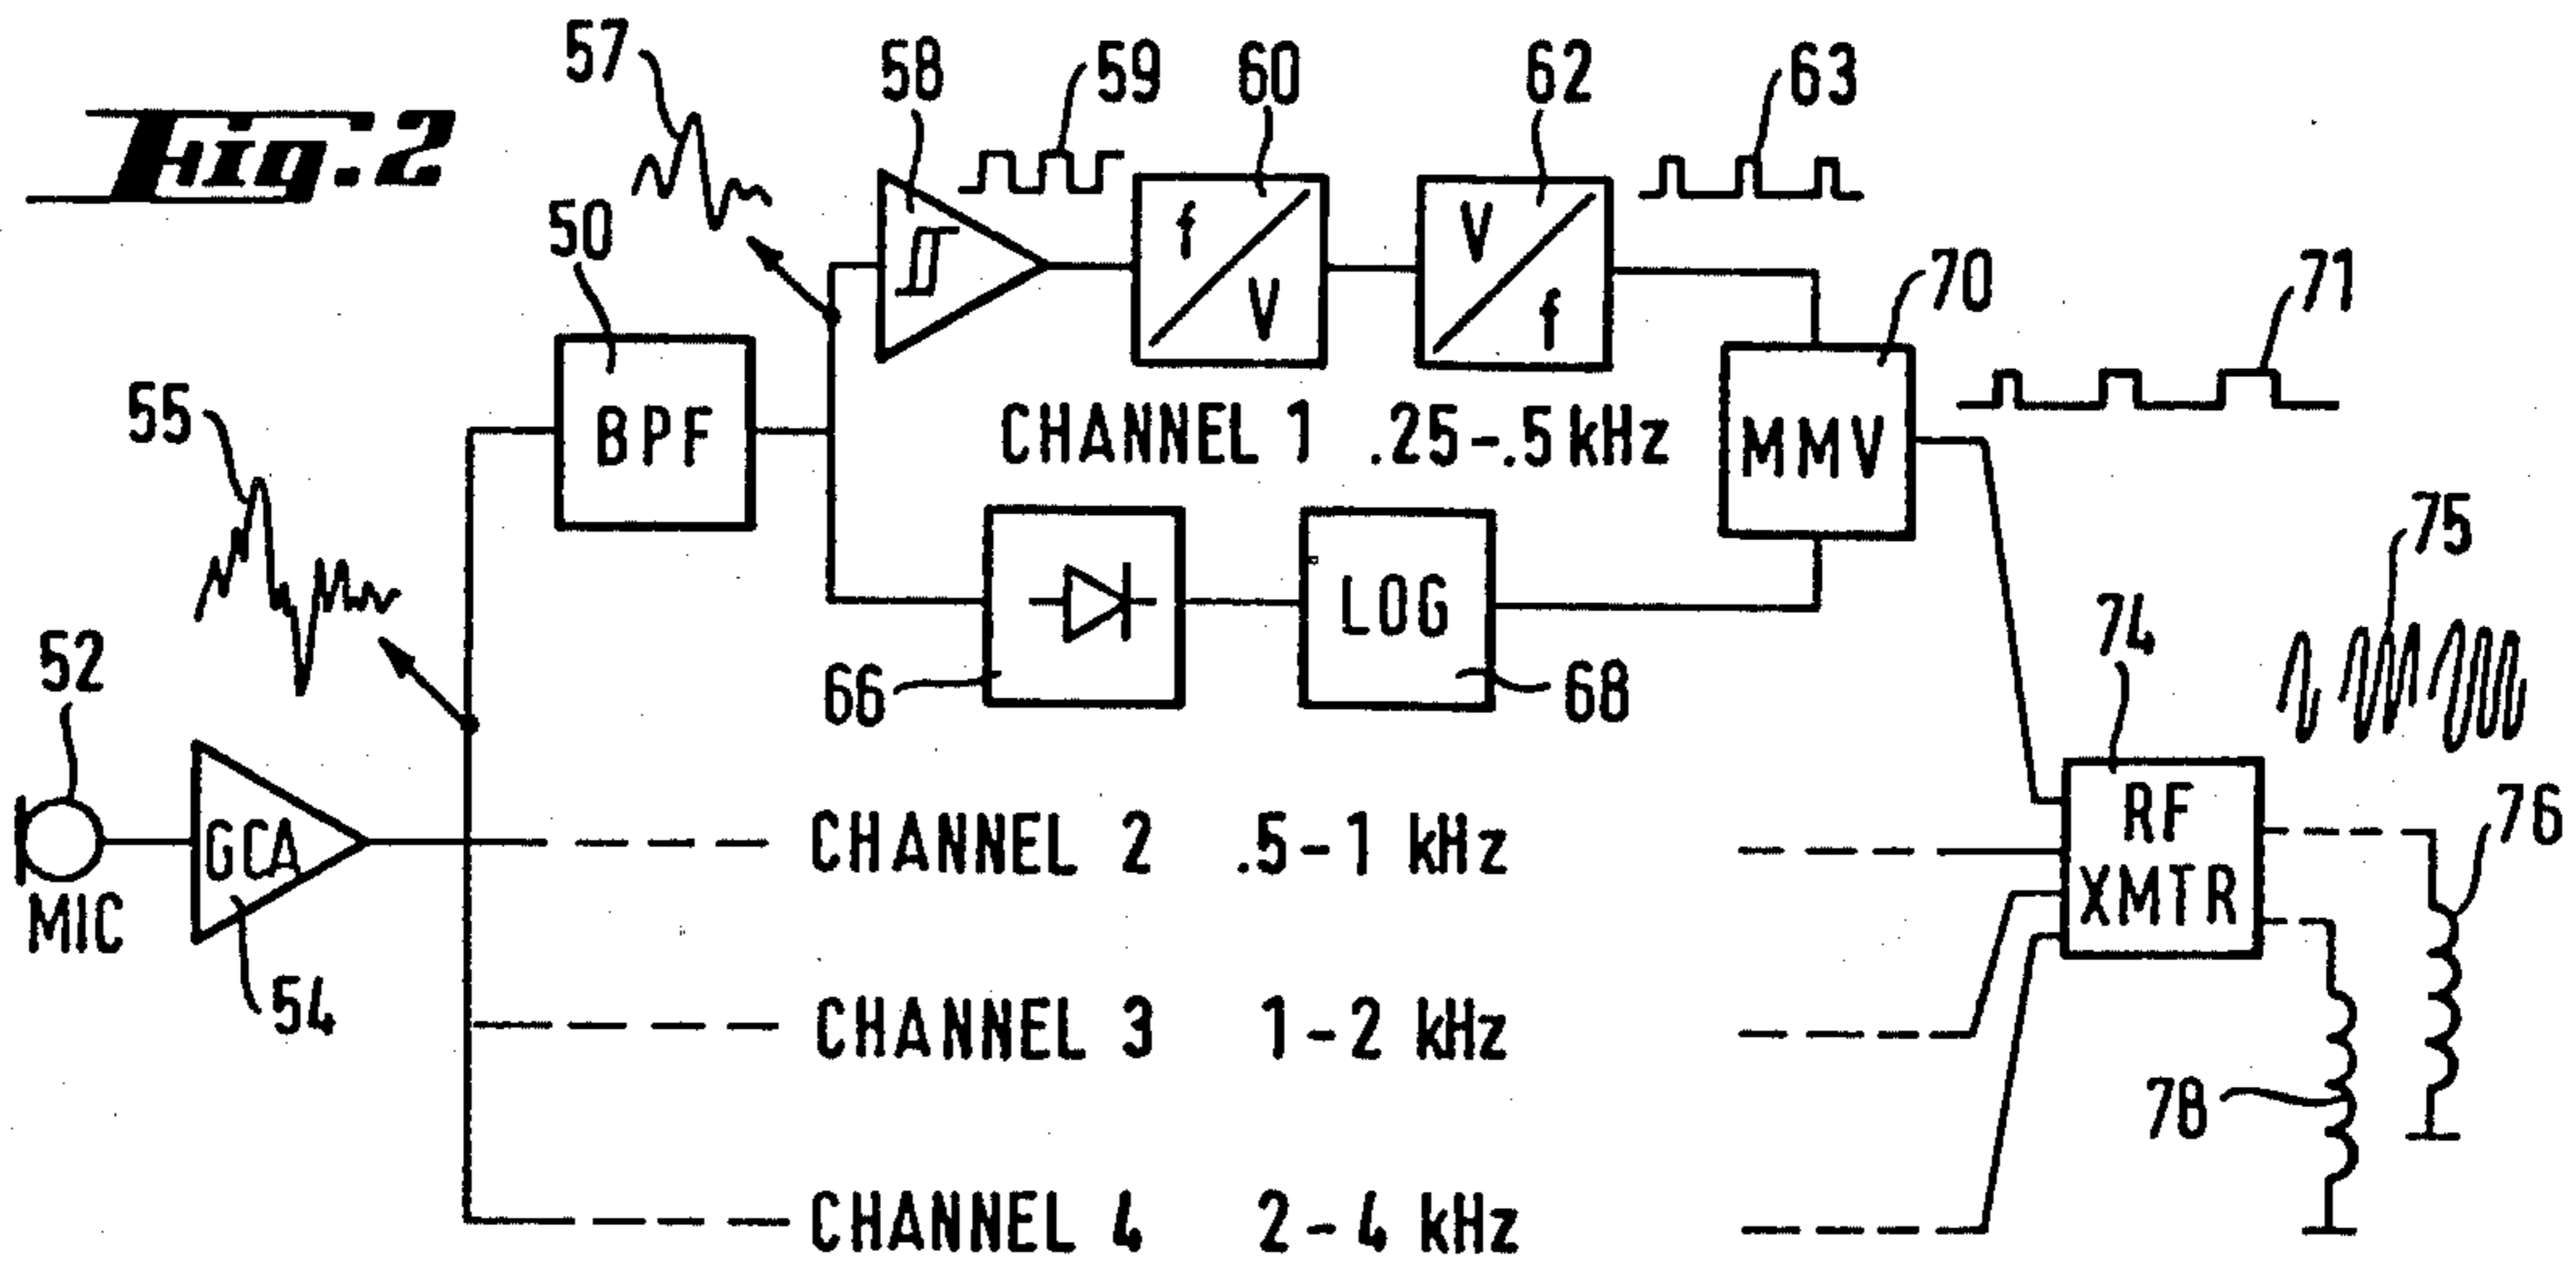 Fig. 2
57
58
59
60
62
63
50
f
V
V
f
70
71
55
BPF
CHANNEL 1 .25-.5 kHz
MMV
75
52
66
LOG
68
74
GCA
MIC
54
CHANNEL 2 .5-1 kHz
RF
XMTR
76
CHANNEL 3 1-2 kHz
78
CHANNEL 4 2-4 kHz